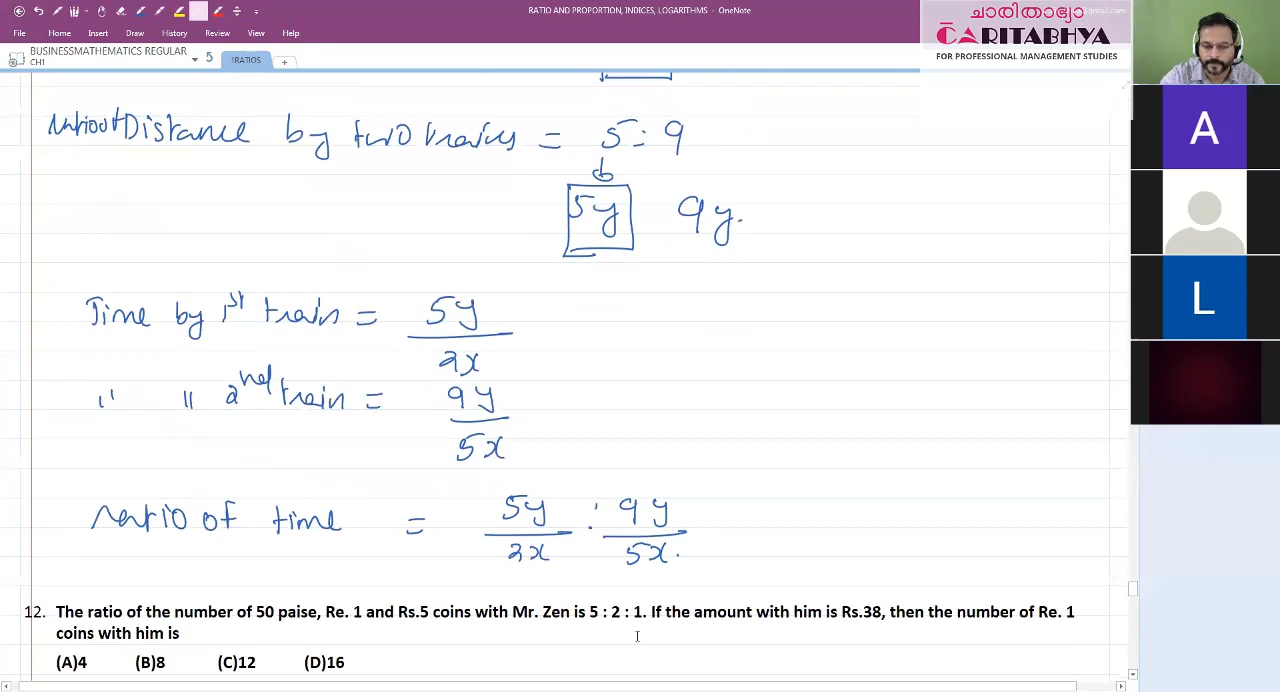 RATIO AND PROPORTION, INDICES, LOGARITHMS - OneNote
ചാരിതാഭ്യാ
CARITABHYA
FOR PROFESSIONAL MANAGEMENT STUDIES
gmail.com
File Home Insert Draw History Review View Help
BUSINESSMATHEMATICS REGULAR
CH1
1RATIOS
ratio of Distance by two trains = 5 : 9
5y 9y.
Time by 1st train = 5y / 2x
" " 2nd train = 9y / 5x
ratio of time = 5y / 2x : 9y / 5x.
12. The ratio of the number of 50 paise, Re. 1 and Rs.5 coins with Mr. Zen is 5 : 2 : 1. If the amount with him is Rs.38, then the number of Re. 1
coins with him is
(A)4 (B)8 (C)12 (D)16
A
L